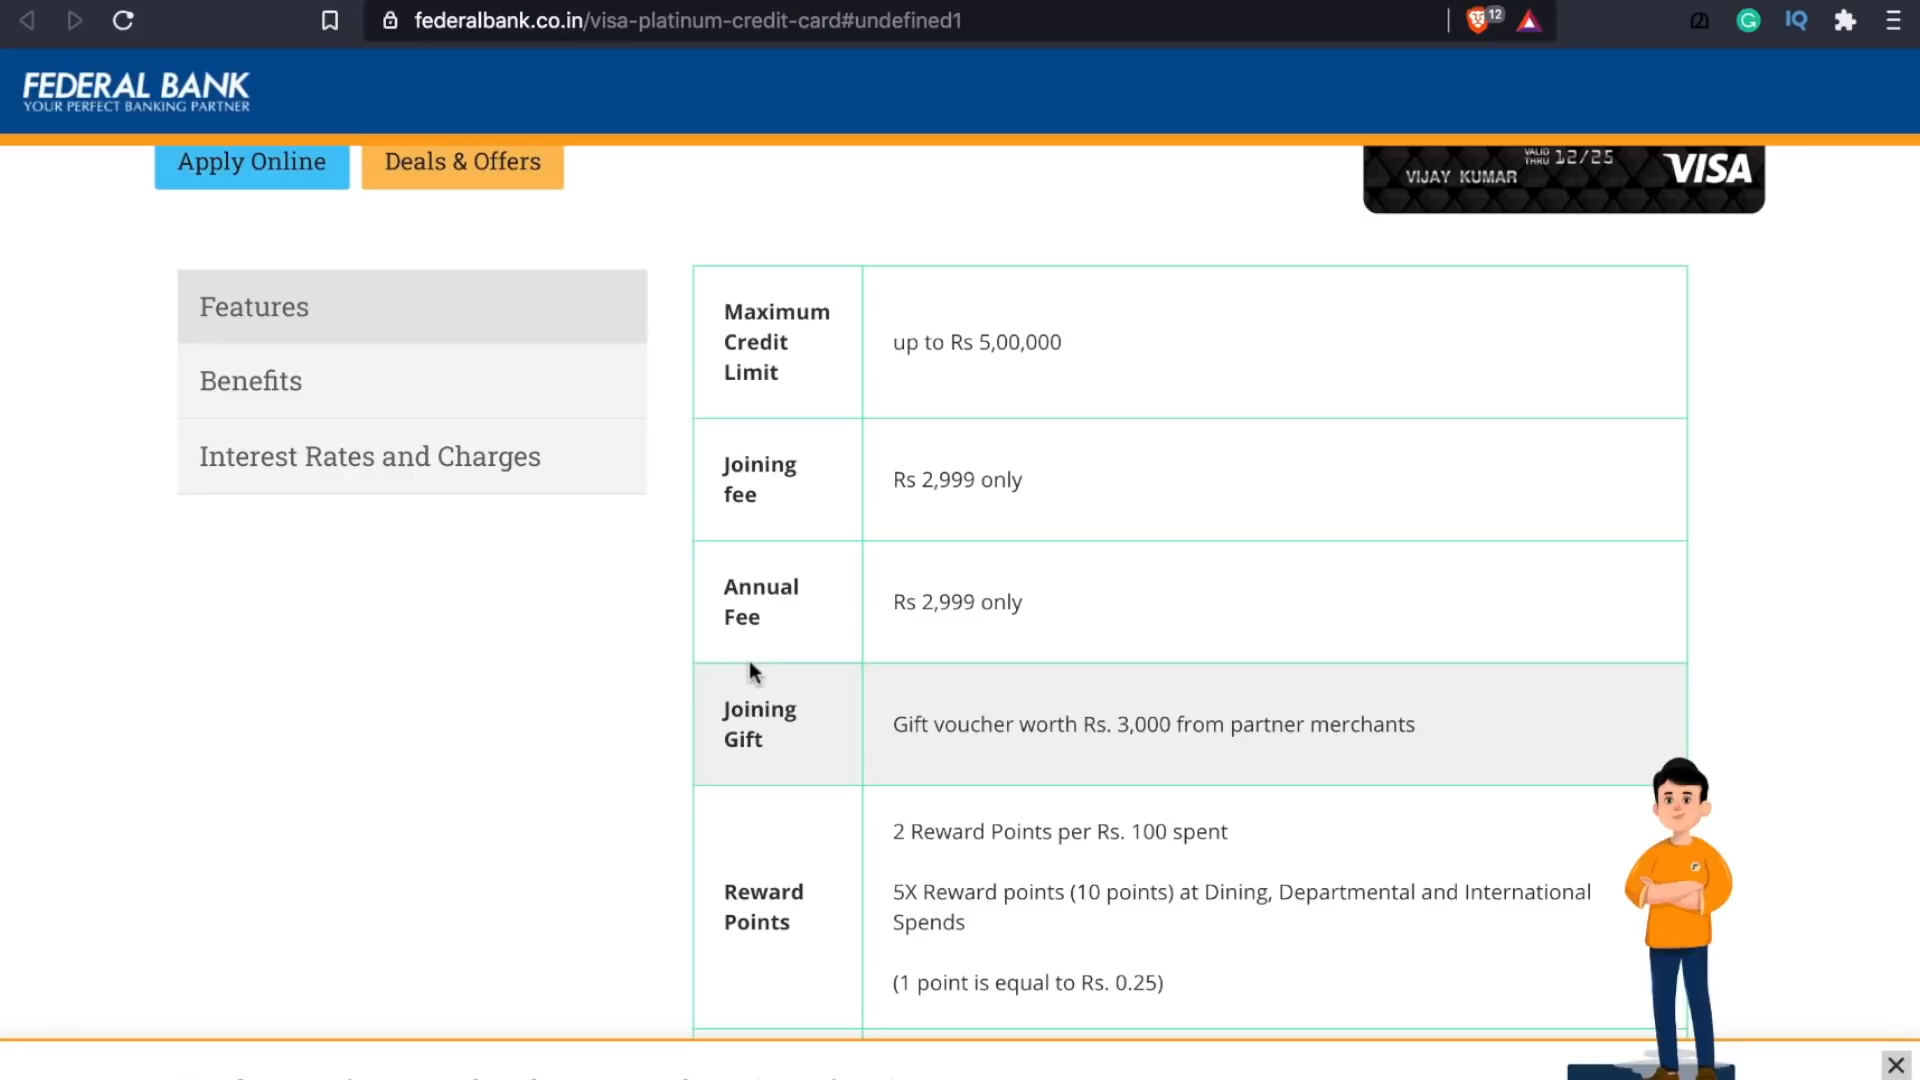 federalbank.co.in/visa-platinum-credit-card#undefined1
12
G
IQ
FEDERAL BANK
YOUR PERFECT BANKING PARTNER
Apply Online
Deals & Offers
VALID THRU 12/25
VIJAY KUMAR
VISA
Features
Benefits
Interest Rates and Charges
Maximum
Credit
Limit
up to Rs 5,00,000
Joining
fee
Rs 2,999 only
Annual
Fee
Rs 2,999 only
Joining
Gift
Gift voucher worth Rs. 3,000 from partner merchants
Reward
Points
2 Reward Points per Rs. 100 spent
5X Reward points (10 points) at Dining, Departmental and International
Spends
(1 point is equal to Rs. 0.25)